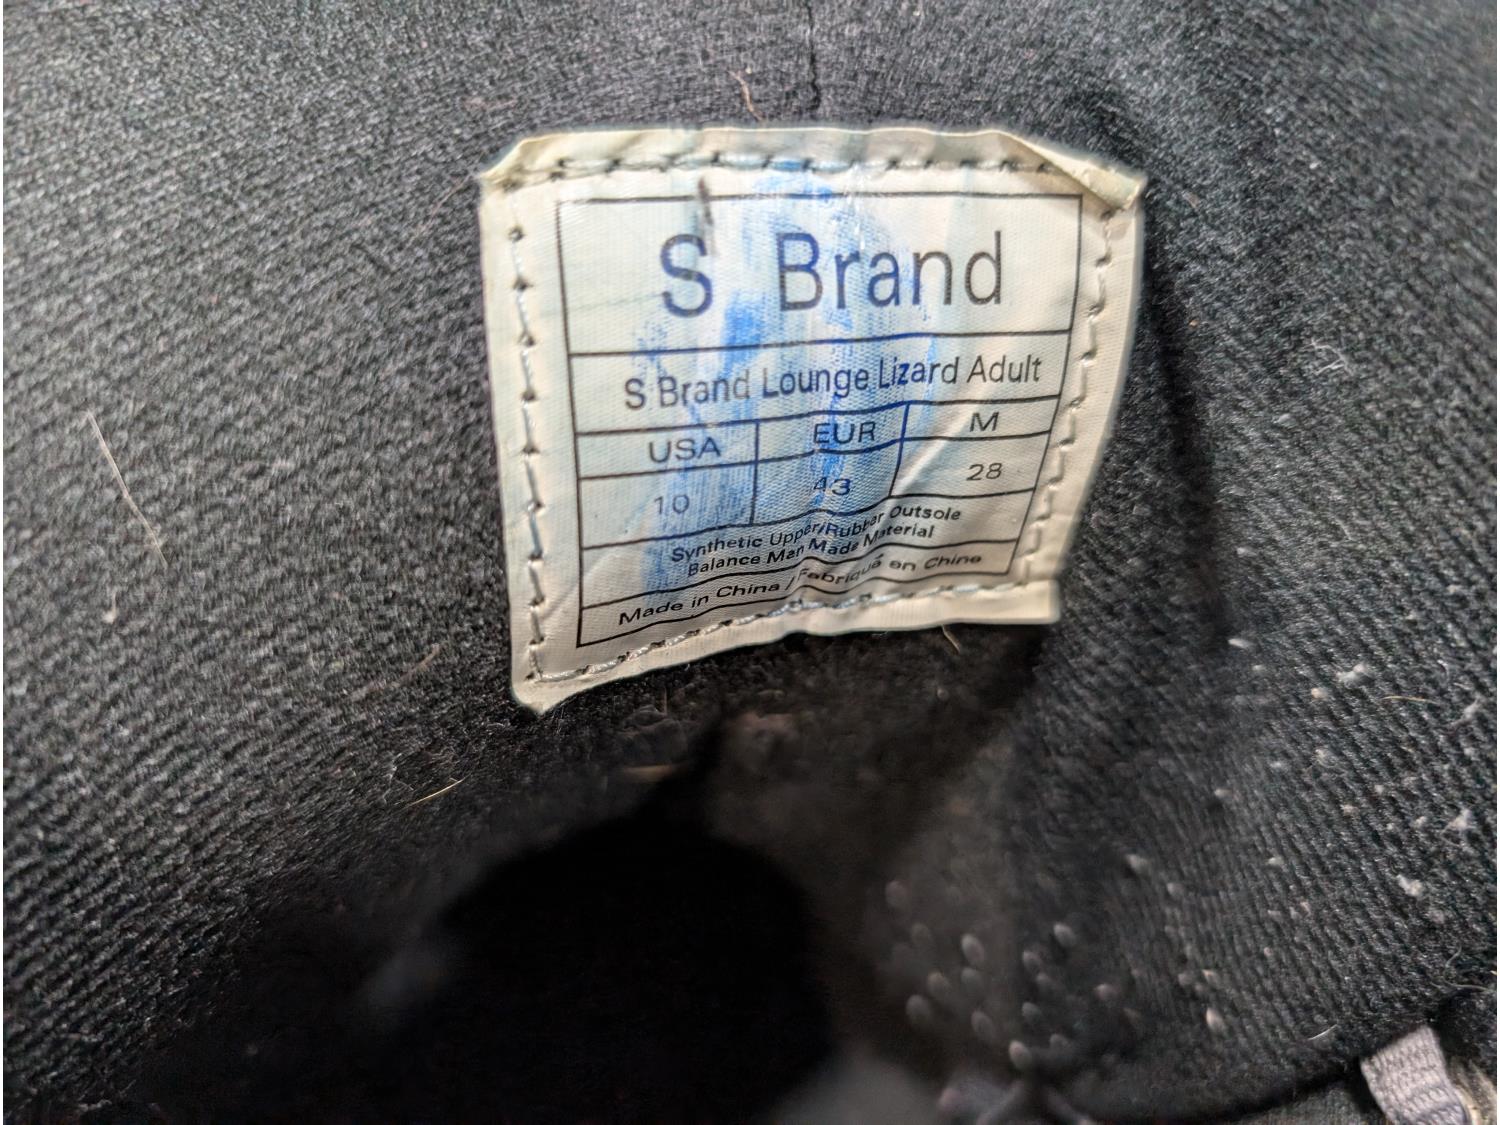 S Brand
S Brand Lounge Lizard Adult
USA EUR M
10 43 28
Synthetic Upper/Rubber Outsole
Balance Man Made Material
Made in China / Fabriqué en China